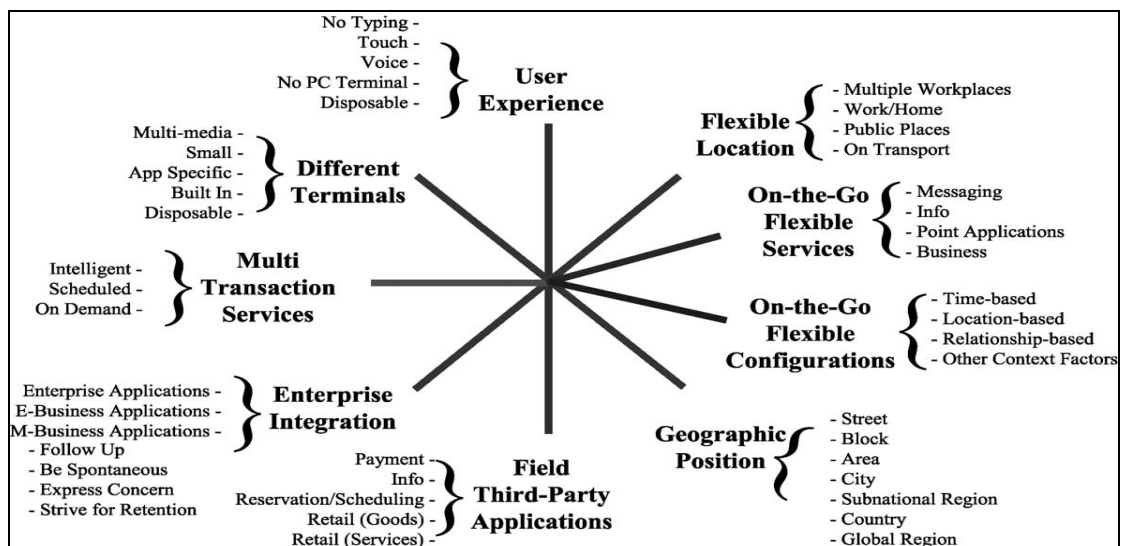 No Typing -
Touch -
Voice -
No PC Terminal -
Disposable -
User
Experience
Flexible
Location
- Multiple Workplaces
- Work/Home
- Public Places
- On Transport
Multi-media -
Small -
App Specific -
Built In -
Disposable -
Different
Terminals
On-the-Go
Flexible
Services
- Messaging
- Info
- Point Applications
- Business
Intelligent -
Scheduled -
On Demand -
Multi
Transaction
Services
On-the-Go
Flexible
Configurations
- Time-based
- Location-based
- Relationship-based
- Other Context Factors
Enterprise Applications -
E-Business Applications -
M-Business Applications -
- Follow Up
- Be Spontaneous
- Express Concern
- Strive for Retention
Enterprise
Integration
Payment -
Info -
Reservation/Scheduling -
Retail (Goods) -
Retail (Services) -
Field
Third-Party
Applications
Geographic
Position
- Street
- Block
- Area
- City
- Subnational Region
- Country
- Global Region